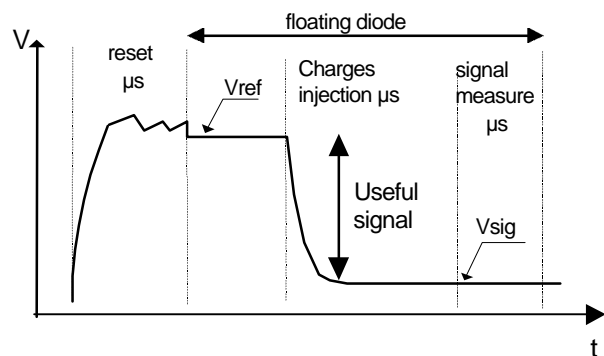 floating diode
V
reset
µs
Vref
Charges
injection µs
signal
measure
µs
Useful
signal
Vsig
t